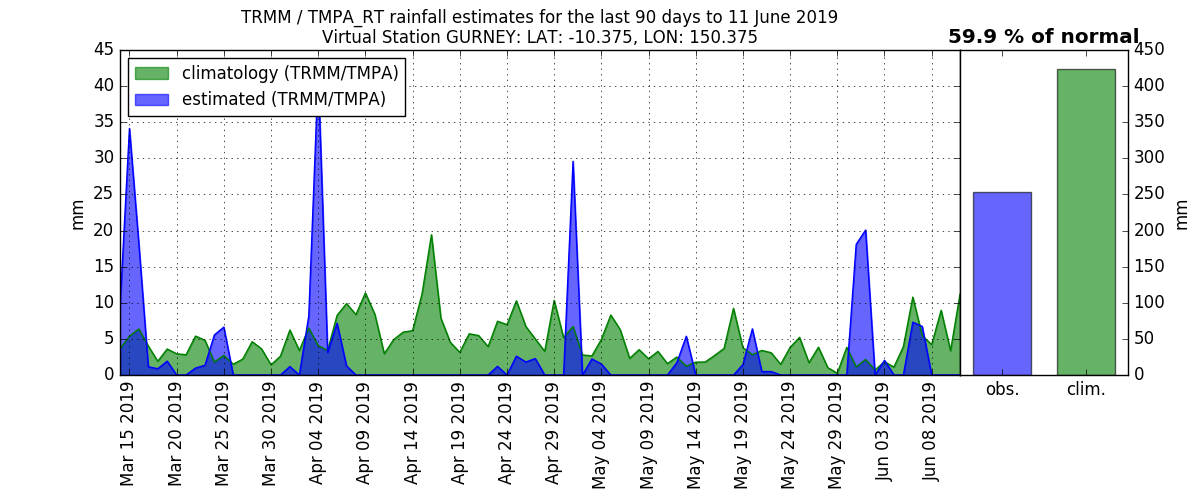 TRMM / TMPA_RT rainfall estimates for the last 90 days to 11 June 2019
Virtual Station GURNEY: LAT: -10.375, LON: 150.375
59.9 % of normal
climatology (TRMM/TMPA)
estimated (TRMM/TMPA)
45
40
35
30
25
20
15
10
5
0
mm
Mar 15 2019
Mar 20 2019
Mar 25 2019
Mar 30 2019
Apr 04 2019
Apr 09 2019
Apr 14 2019
Apr 19 2019
Apr 24 2019
Apr 29 2019
May 04 2019
May 09 2019
May 14 2019
May 19 2019
May 24 2019
May 29 2019
Jun 03 2019
Jun 08 2019
obs.
clim.
450
400
350
300
250
200
150
100
50
0
mm